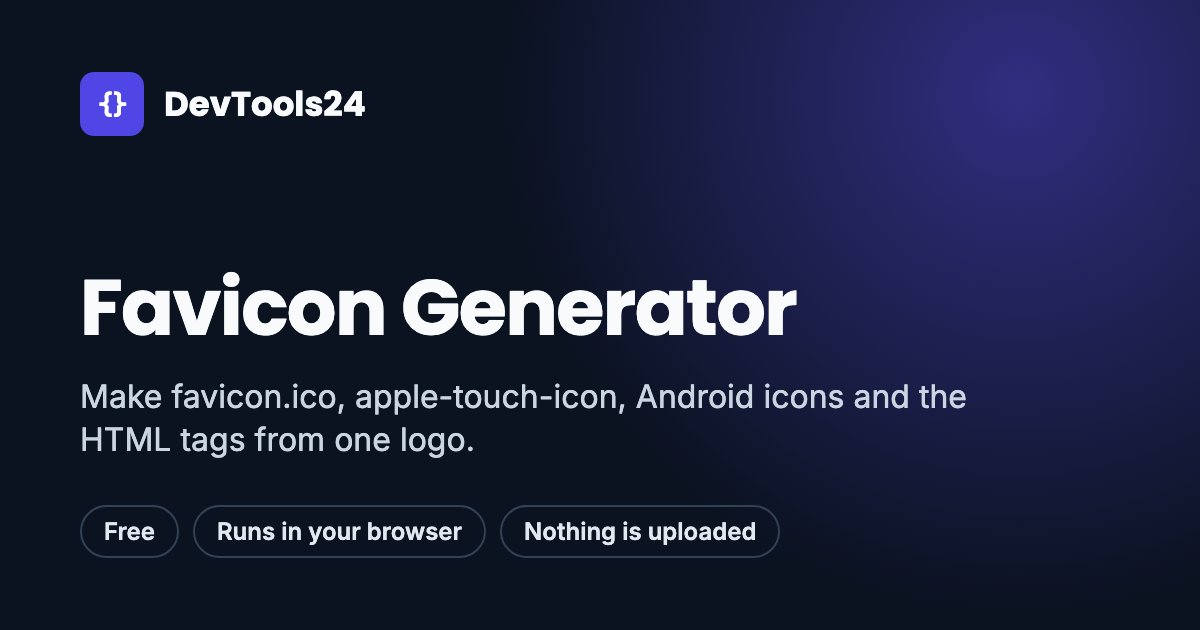 {} DevTools24
Favicon Generator
Make favicon.ico, apple-touch-icon, Android icons and the
HTML tags from one logo.
Free Runs in your browser Nothing is uploaded